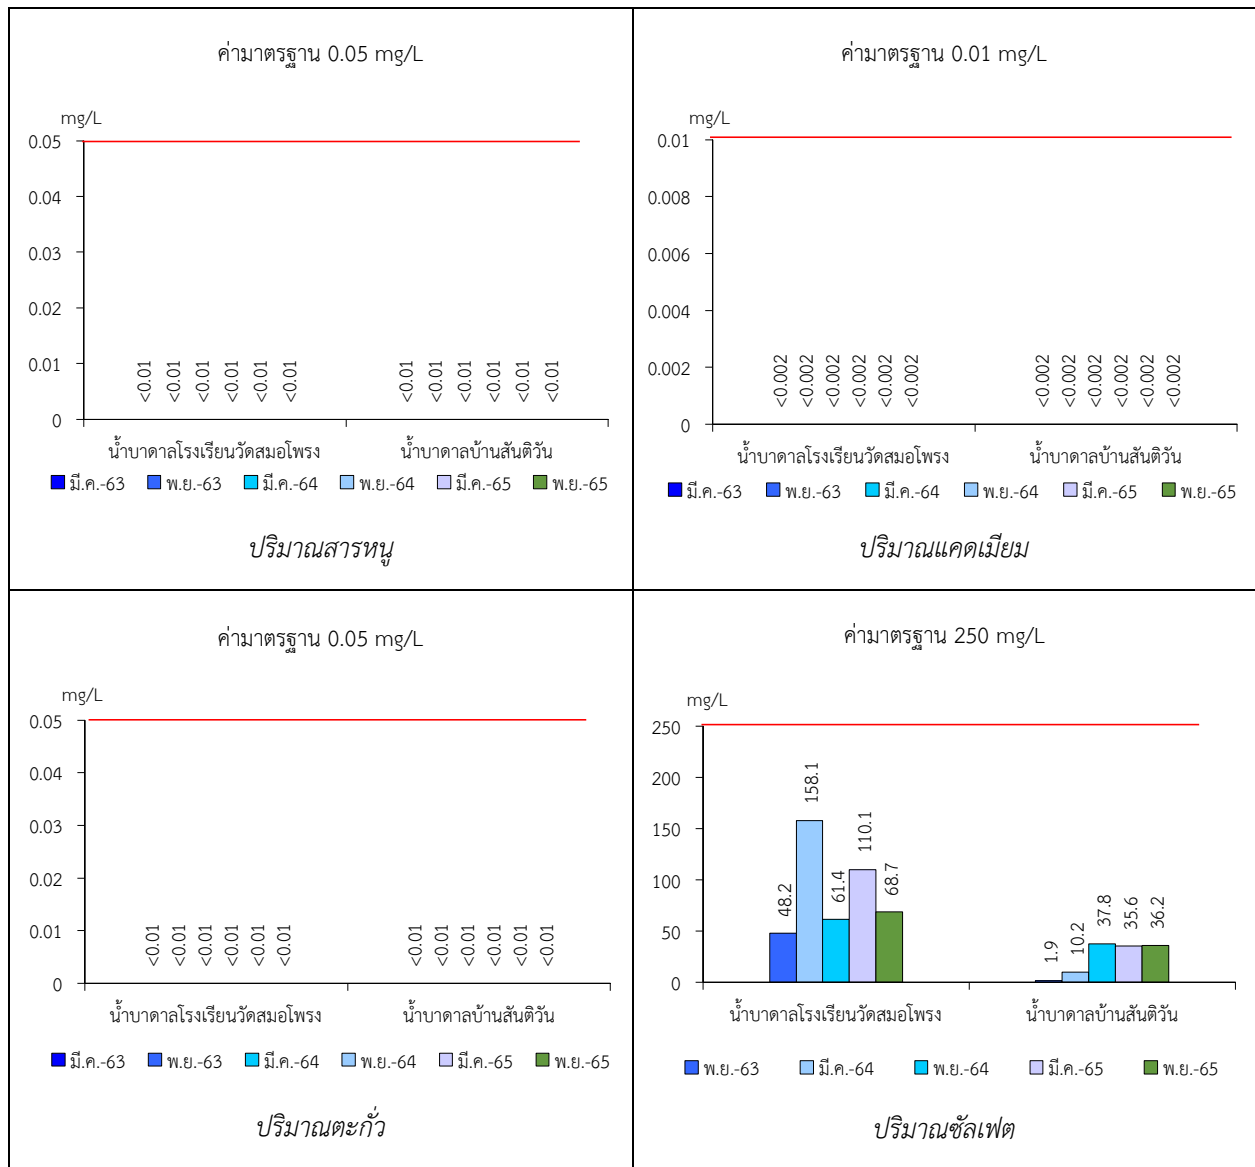 ค่ามาตรฐาน 0.05 mg/L
mg/L
0.05
0.04
0.03
0.02
0.01
0
<0.01 <0.01 <0.01 <0.01 <0.01 <0.01 <0.01 <0.01 <0.01 <0.01 <0.01 <0.01
น้ำบาดาลโรงเรียนวัดสมอโพรง น้ำบาดาลบ้านสันติวัน
มี.ค.-63 พ.ย.-63 มี.ค.-64 พ.ย.-64 มี.ค.-65 พ.ย.-65
ปริมาณสารหนู
ค่ามาตรฐาน 0.01 mg/L
mg/L
0.01
0.008
0.006
0.004
0.002
0
<0.002 <0.002 <0.002 <0.002 <0.002 <0.002 <0.002 <0.002 <0.002 <0.002 <0.002 <0.002
น้ำบาดาลโรงเรียนวัดสมอโพรง น้ำบาดาลบ้านสันติวัน
มี.ค.-63 พ.ย.-63 มี.ค.-64 พ.ย.-64 มี.ค.-65 พ.ย.-65
ปริมาณแคดเมียม
ค่ามาตรฐาน 0.05 mg/L
mg/L
0.05
0.04
0.03
0.02
0.01
0
<0.01 <0.01 <0.01 <0.01 <0.01 <0.01 <0.01 <0.01 <0.01 <0.01 <0.01 <0.01
น้ำบาดาลโรงเรียนวัดสมอโพรง น้ำบาดาลบ้านสันติวัน
มี.ค.-63 พ.ย.-63 มี.ค.-64 พ.ย.-64 มี.ค.-65 พ.ย.-65
ปริมาณตะกั่ว
ค่ามาตรฐาน 250 mg/L
mg/L
250
200
150
100
50
0
48.2 158.1 61.4 110.1 68.7 1.9 10.2 37.8 35.6 36.2
น้ำบาดาลโรงเรียนวัดสมอโพรง น้ำบาดาลบ้านสันติวัน
พ.ย.-63 มี.ค.-64 พ.ย.-64 มี.ค.-65 พ.ย.-65
ปริมาณซัลเฟต